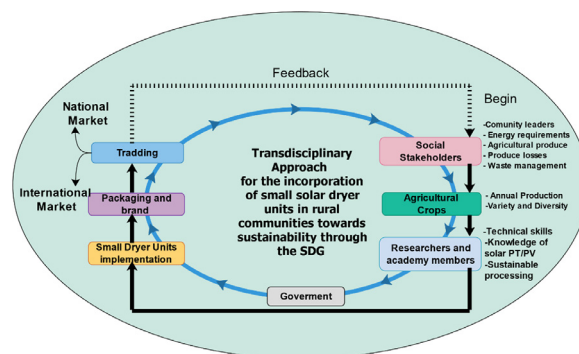 Feedback
Begin
National
Market
International
Market
Tradding
Packaging and
brand
Small Dryer Units
implementation
Transdisciplinary
Approach
for the incorporation
of small solar dryer
units in rural
communities towards
sustainability through
the SDG
Social
Stakeholders
Agricultural
Crops
Researchers and
academy members
Goverment
-Comunity leaders
- Energy requirements
- Agricultural produce
- Produce losses
- Waste management
- Annual Production
- Variety and Diversity
-Technical skills
- Knowledge of
solar PT/PV
-Sustainable
processing